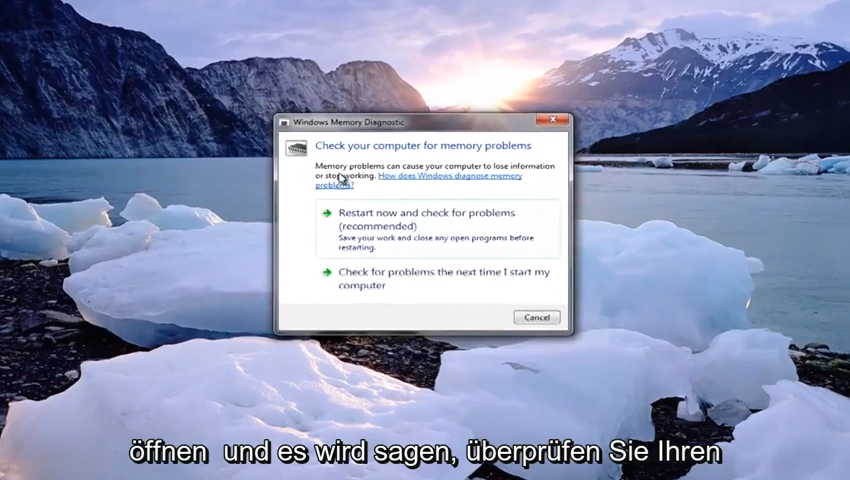 Windows Memory Diagnostic
Check your computer for memory problems
Memory problems can cause your computer to lose information
or stop working. How does Windows diagnose memory
problems?
Restart now and check for problems
(recommended)
Save your work and close any open programs before
restarting.
Check for problems the next time I start my
computer
Cancel
öffnen und es wird sagen, überprüfen Sie Ihren